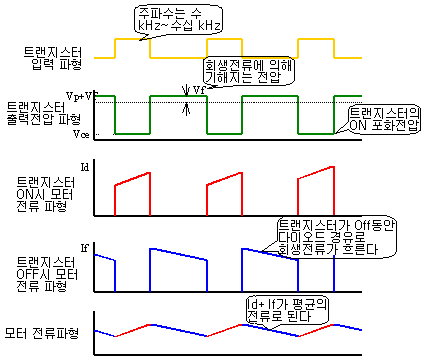 주파수는 수
kHz~ 수십 kHz
트랜지스터
입력 파형
회생전류에 의해
가해지는 전압
Vp+Vf
Vf
트랜지스터
출력전압 파형
트랜지스터의
ON 포화전압
Vce
Id
트랜지스터
ON시 모터
전류 파형
트랜지스터가 Off동안
다이오드 경유로
회생전류가 흐른다
If
트랜지스터
OFF시 모터
전류 파형
Id+ If가 평균의
전류로 된다
모터 전류파형